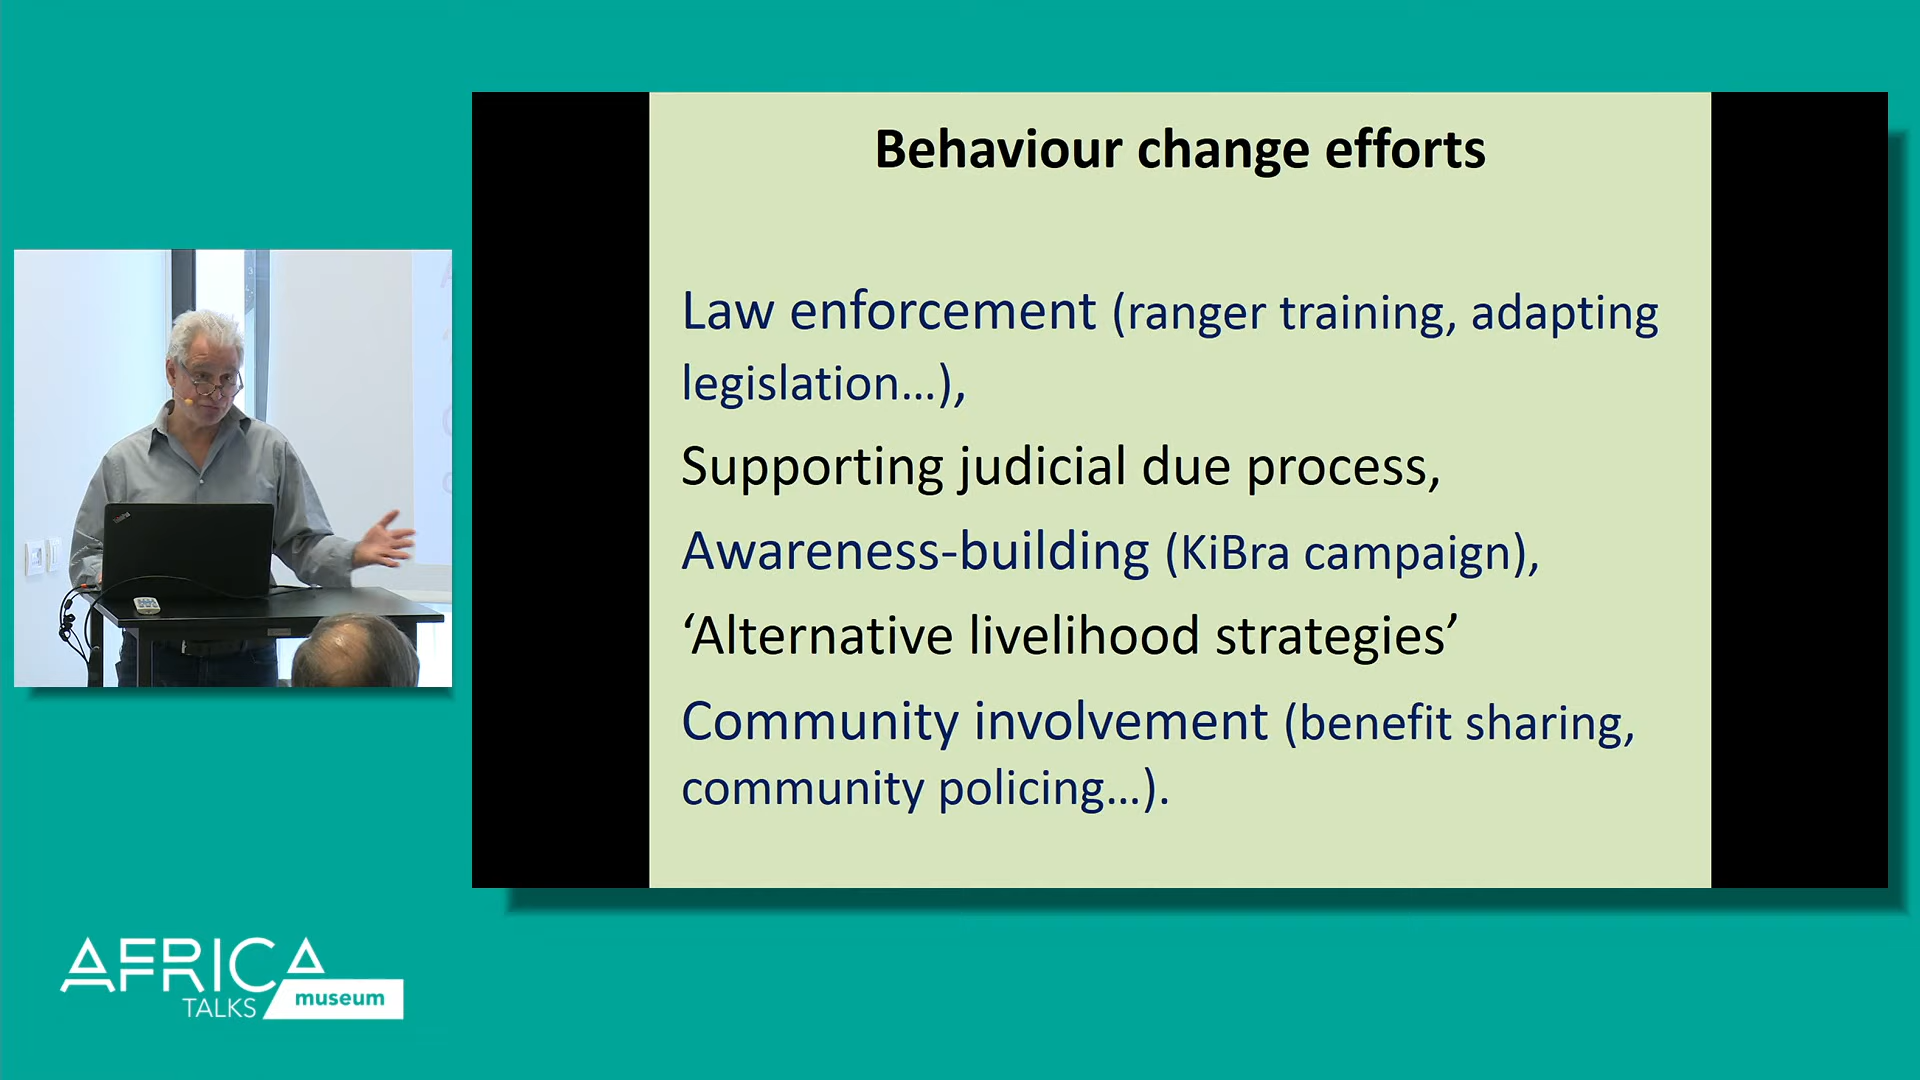 Behaviour change efforts
Law enforcement (ranger training, adapting
legislation…),
Supporting judicial due process,
Awareness-building (KiBra campaign),
‘Alternative livelihood strategies’
Community involvement (benefit sharing,
community policing…).
AFRICA
TALKS museum